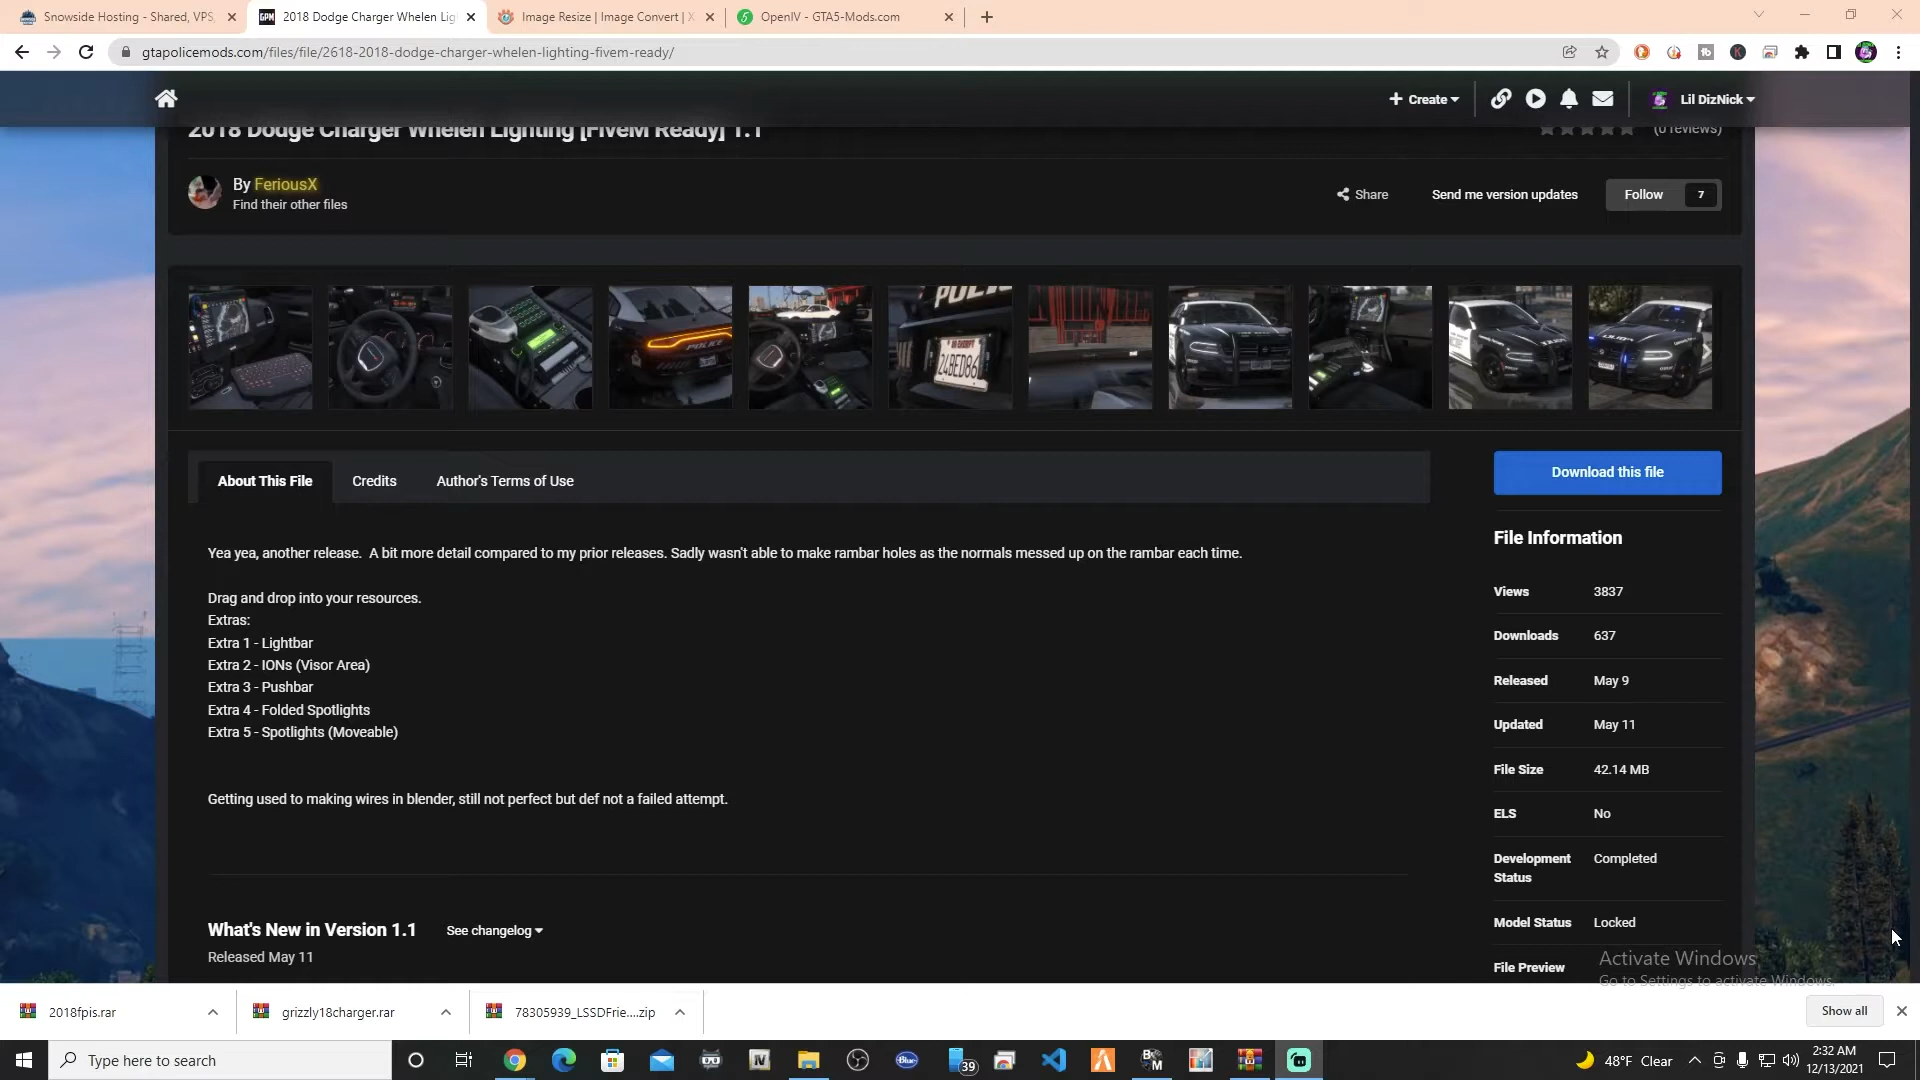 Snowside Hosting - Shared, VPS,
2018 Dodge Charger Whelen Lig
Image Resize | Image Convert |
OpenIV - GTA5-Mods.com
gtapolicemods.com/files/file/2618-2018-dodge-charger-whelen-lighting-fivem-ready/
Create
Lil DizNick
2018 Dodge Charger Whelen Lighting [FiveM Ready] 1.1
(0 reviews)
By FeriousX
Find their other files
Share
Send me version updates
Follow 7
POLICE
24BED86
About This File
Credits
Author's Terms of Use
Download this file
Yea yea, another release.  A bit more detail compared to my prior releases. Sadly wasn't able to make rambar holes as the normals messed up on the rambar each time.
Drag and drop into your resources.
Extras:
Extra 1 - Lightbar
Extra 2 - IONs (Visor Area)
Extra 3 - Pushbar
Extra 4 - Folded Spotlights
Extra 5 - Spotlights (Moveable)
Getting used to making wires in blender, still not perfect but def not a failed attempt.
What's New in Version 1.1 See changelog
Released May 11
File Information
Views 3837
Downloads 637
Released May 9
Updated May 11
File Size 42.14 MB
ELS No
Development Status Completed
Model Status Locked
File Preview
Activate Windows
Go to Settings to activate Windows.
2018fpis.rar
grizzly18charger.rar
78305939_LSSDFrie....zip
Show all
Type here to search
39
48°F Clear
2:32 AM
12/13/2021